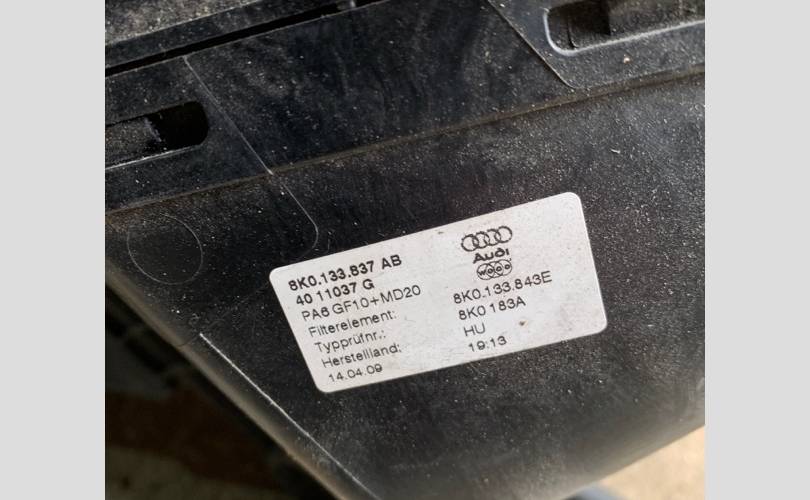 8K0.133.837 AB
40 11037 G
PA6 GF10+MD20
Audi
Filterelement: 8K0.133.843E
Typprüfnr.: 8K0 183A
Herstellland: HU
14.04.09 19:13